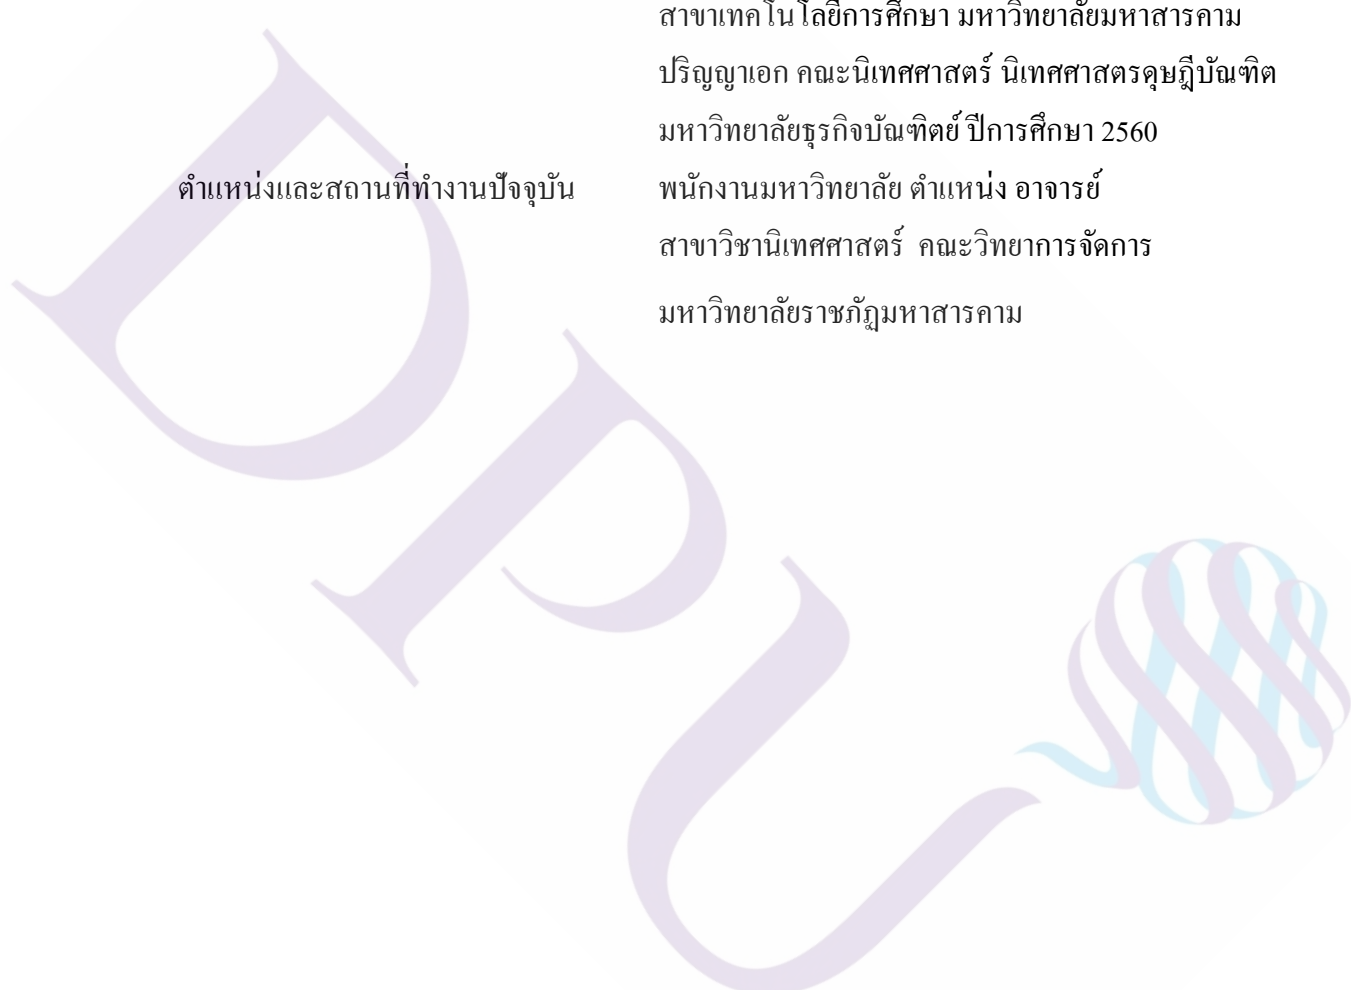 สาขาเทคโนโลยีการศึกษา มหาวิทยาลัยมหาสารคาม
ปริญญาเอก คณะนิเทศศาสตร์ นิเทศศาสตรดุษฎีบัณฑิต
มหาวิทยาลัยธุรกิจบัณฑิตย์ ปีการศึกษา 2560
ตำแหน่งและสถานที่ทำงานปัจจุบัน พนักงานมหาวิทยาลัย ตำแหน่ง อาจารย์
สาขาวิชานิเทศศาสตร์ คณะวิทยาการจัดการ
มหาวิทยาลัยราชภัฏมหาสารคาม
DPU